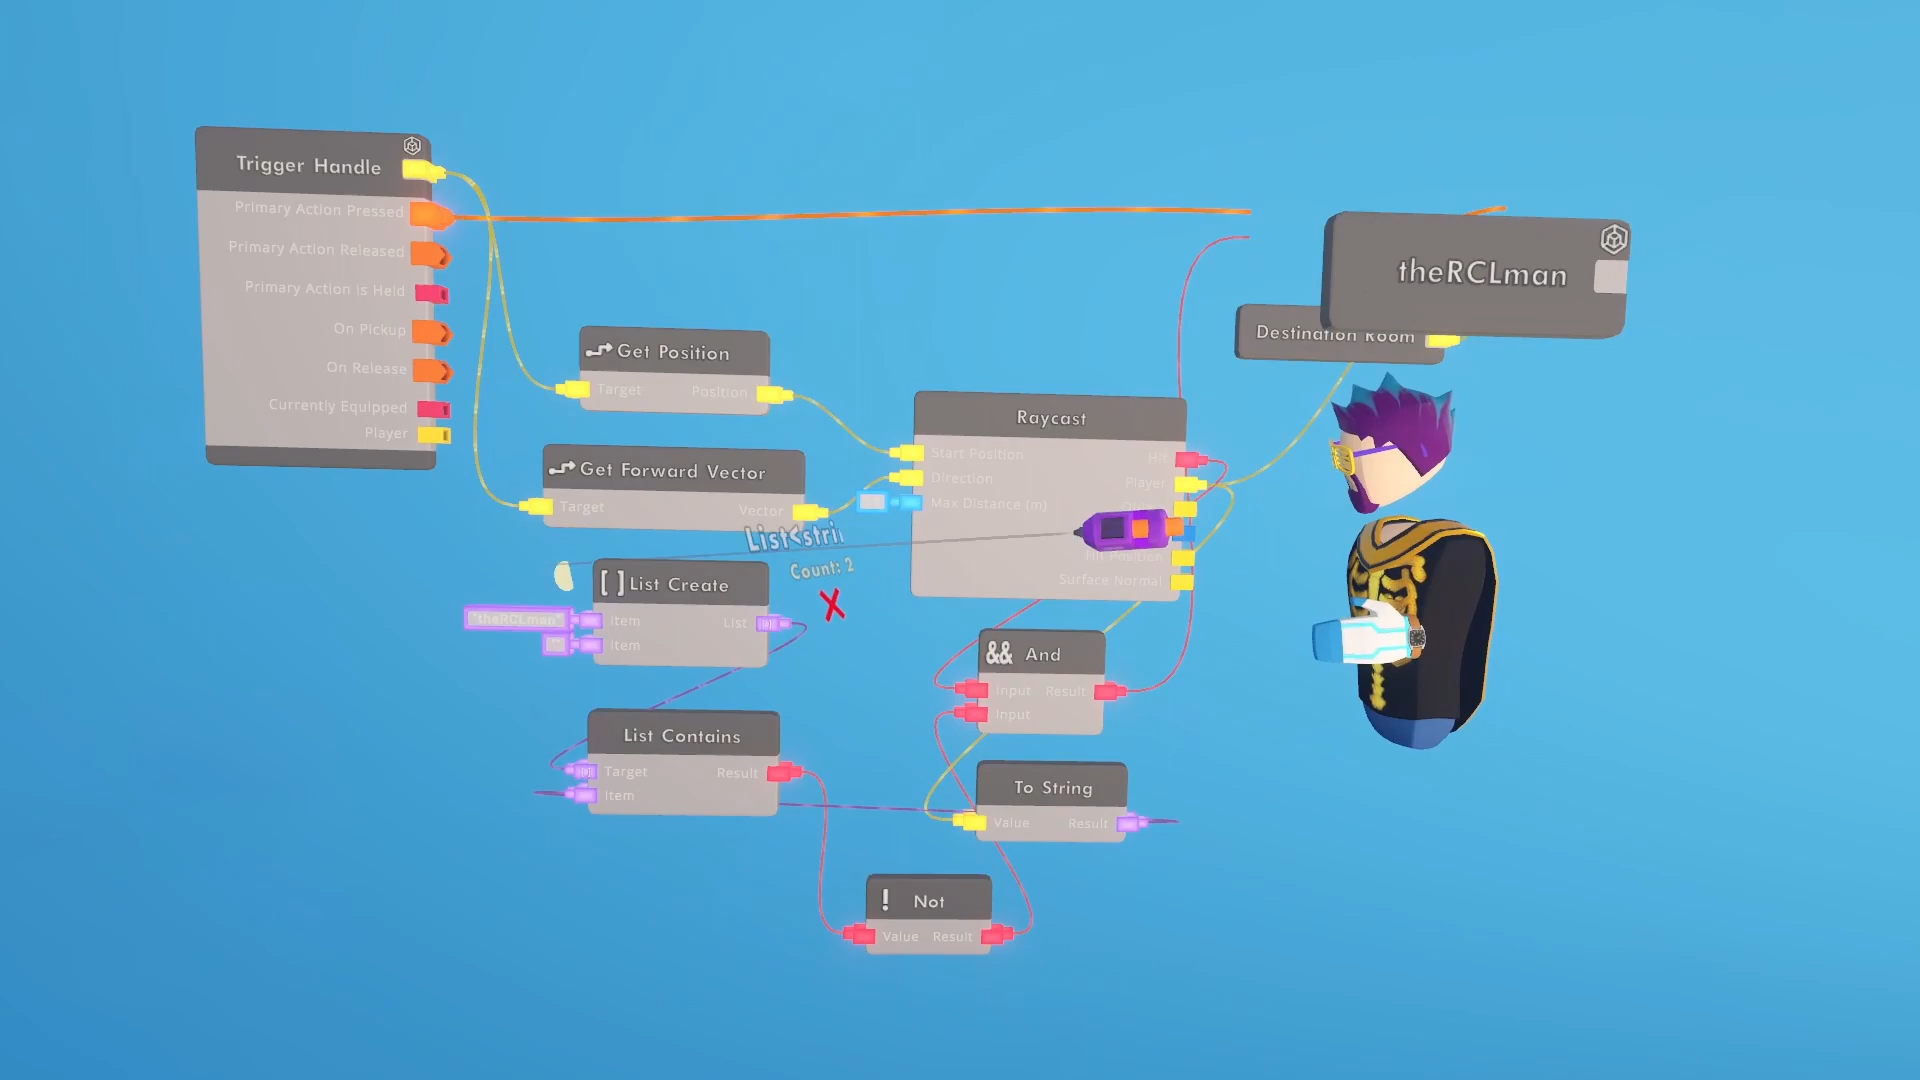 Trigger Handle
Primary Action Pressed
Primary Action Released
Primary Action is Held
On Pickup
On Release
Currently Equipped
Player
Get Position
Target
Position
Get Forward Vector
Target
Vector
List<stri
Count: 2
X
[ ] List Create
"theRCLman"
Item
List
Item
List Contains
Target
Result
Item
Raycast
Start Position
Hit
Direction
Player
Max Distance (m)
Hit Position
Surface Normal
&& And
Input
Result
Input
To String
Value
Result
! Not
Value
Result
theRCLman
Destination Room